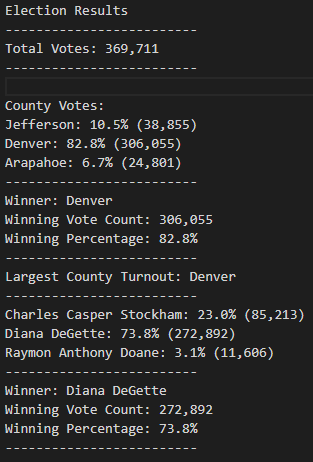 Election Results
-------------------------
Total Votes: 369,711
-------------------------
County Votes:
Jefferson: 10.5% (38,855)
Denver: 82.8% (306,055)
Arapahoe: 6.7% (24,801)
-------------------------
Winner: Denver
Winning Vote Count: 306,055
Winning Percentage: 82.8%
-------------------------
Largest County Turnout: Denver
-------------------------
Charles Casper Stockham: 23.0% (85,213)
Diana DeGette: 73.8% (272,892)
Raymon Anthony Doane: 3.1% (11,606)
-------------------------
Winner: Diana DeGette
Winning Vote Count: 272,892
Winning Percentage: 73.8%
-------------------------